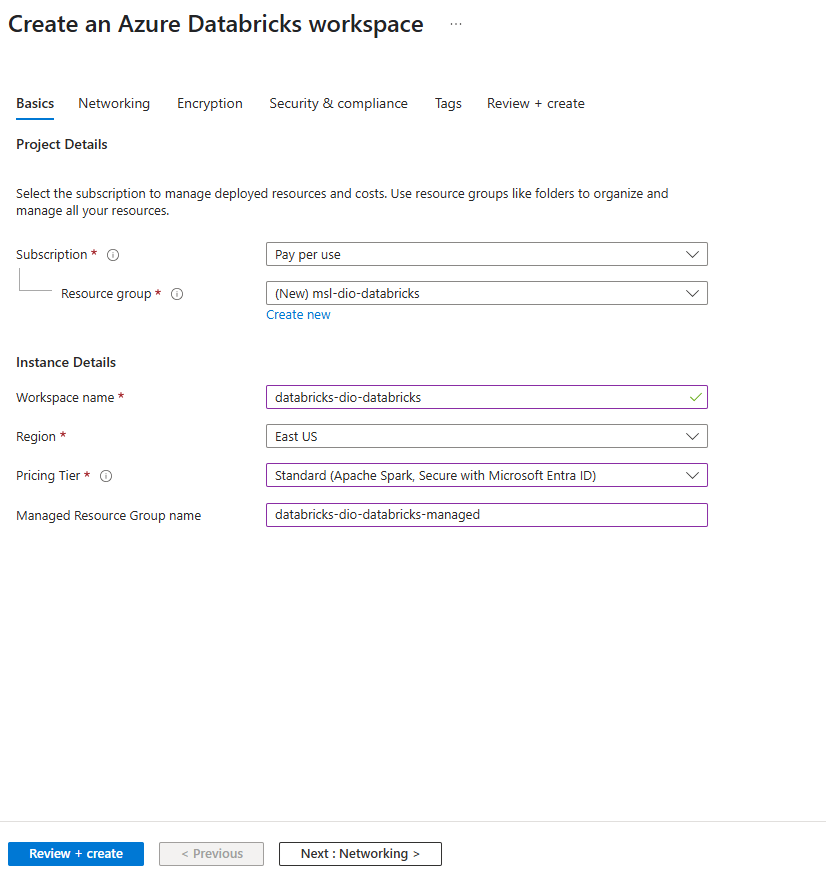 Create an Azure Databricks workspace ...
Basics Networking Encryption Security & compliance Tags Review + create
Project Details
Select the subscription to manage deployed resources and costs. Use resource groups like folders to organize and
manage all your resources.
Subscription * Pay per use
Resource group * (New) msl-dio-databricks
Create new
Instance Details
Workspace name * databricks-dio-databricks
Region * East US
Pricing Tier * Standard (Apache Spark, Secure with Microsoft Entra ID)
Managed Resource Group name databricks-dio-databricks-managed
Review + create < Previous Next : Networking >